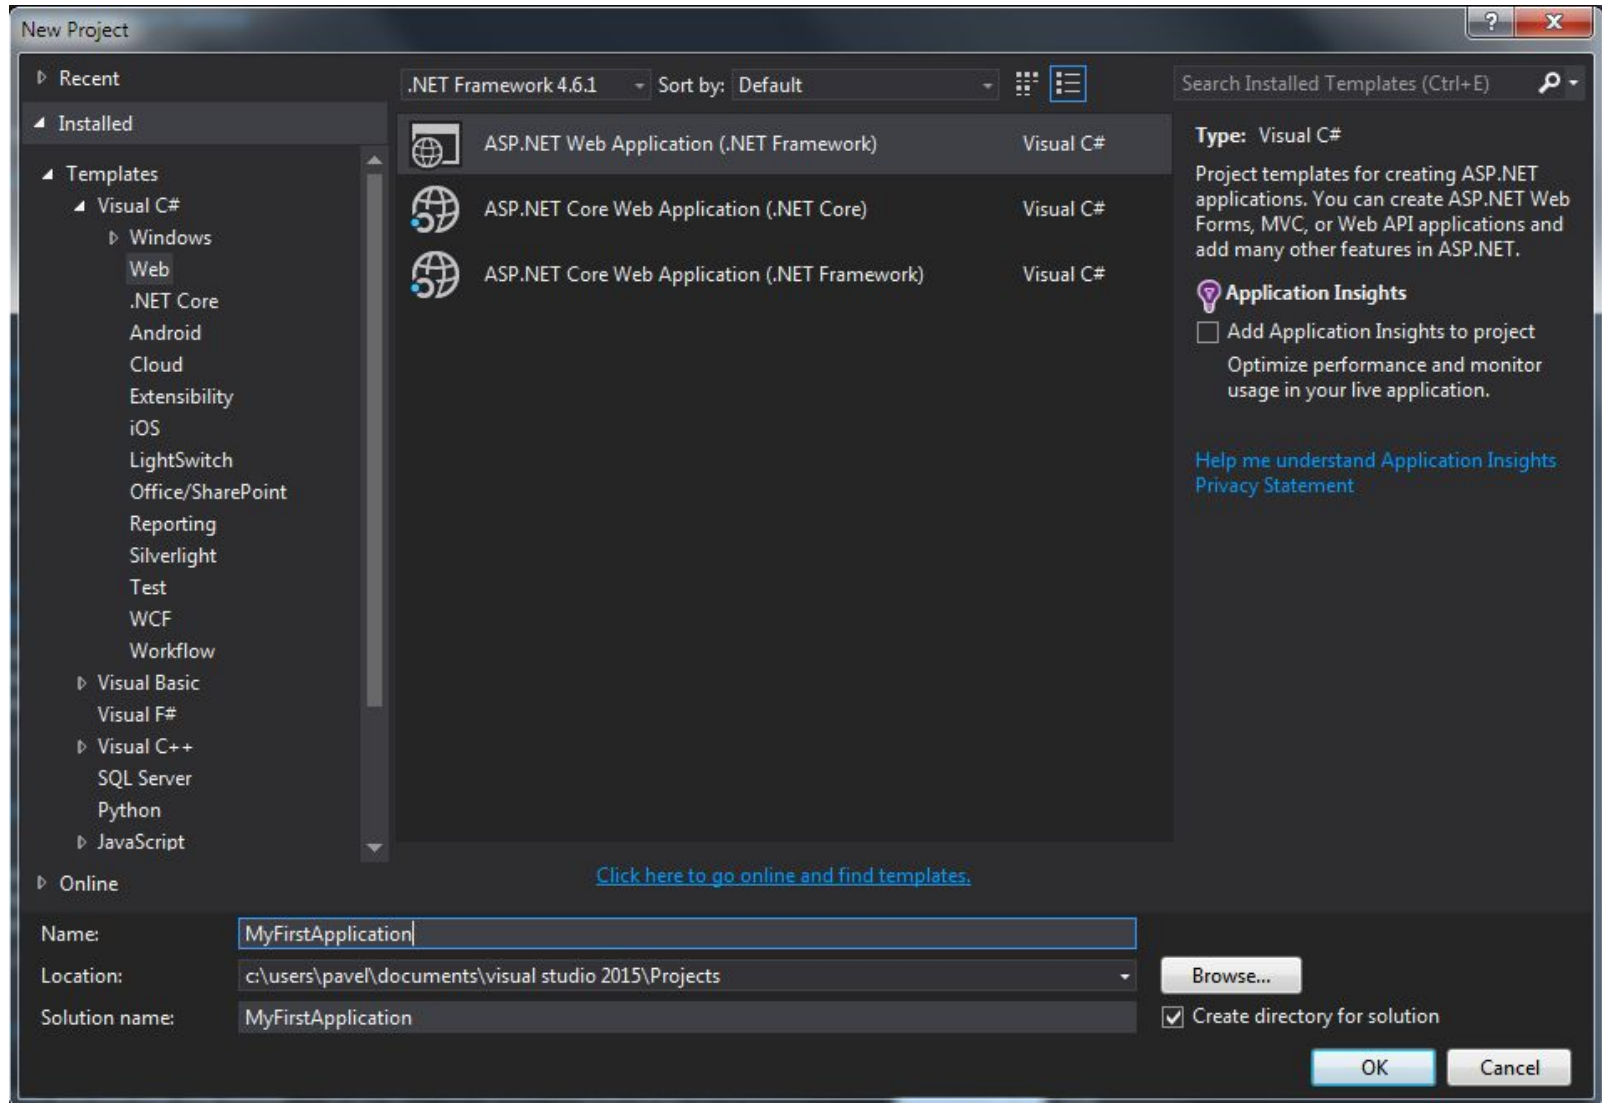 New Project
?
X
Recent
.NET Framework 4.6.1
Sort by: Default
Search Installed Templates (Ctrl+E)
Installed
Templates
Visual C#
Windows
Web
.NET Core
Android
Cloud
Extensibility
iOS
LightSwitch
Office/SharePoint
Reporting
Silverlight
Test
WCF
Workflow
Visual Basic
Visual F#
Visual C++
SQL Server
Python
JavaScript
Online
ASP.NET Web Application (.NET Framework) Visual C#
ASP.NET Core Web Application (.NET Core) Visual C#
ASP.NET Core Web Application (.NET Framework) Visual C#
Click here to go online and find templates.
Type: Visual C#
Project templates for creating ASP.NET
applications. You can create ASP.NET Web
Forms, MVC, or Web API applications and
add many other features in ASP.NET.
Application Insights
Add Application Insights to project
Optimize performance and monitor
usage in your live application.
Help me understand Application Insights
Privacy Statement
Name: MyFirstApplication
Location: c:\users\pavel\documents\visual studio 2015\Projects
Browse...
Solution name: MyFirstApplication
Create directory for solution
OK
Cancel